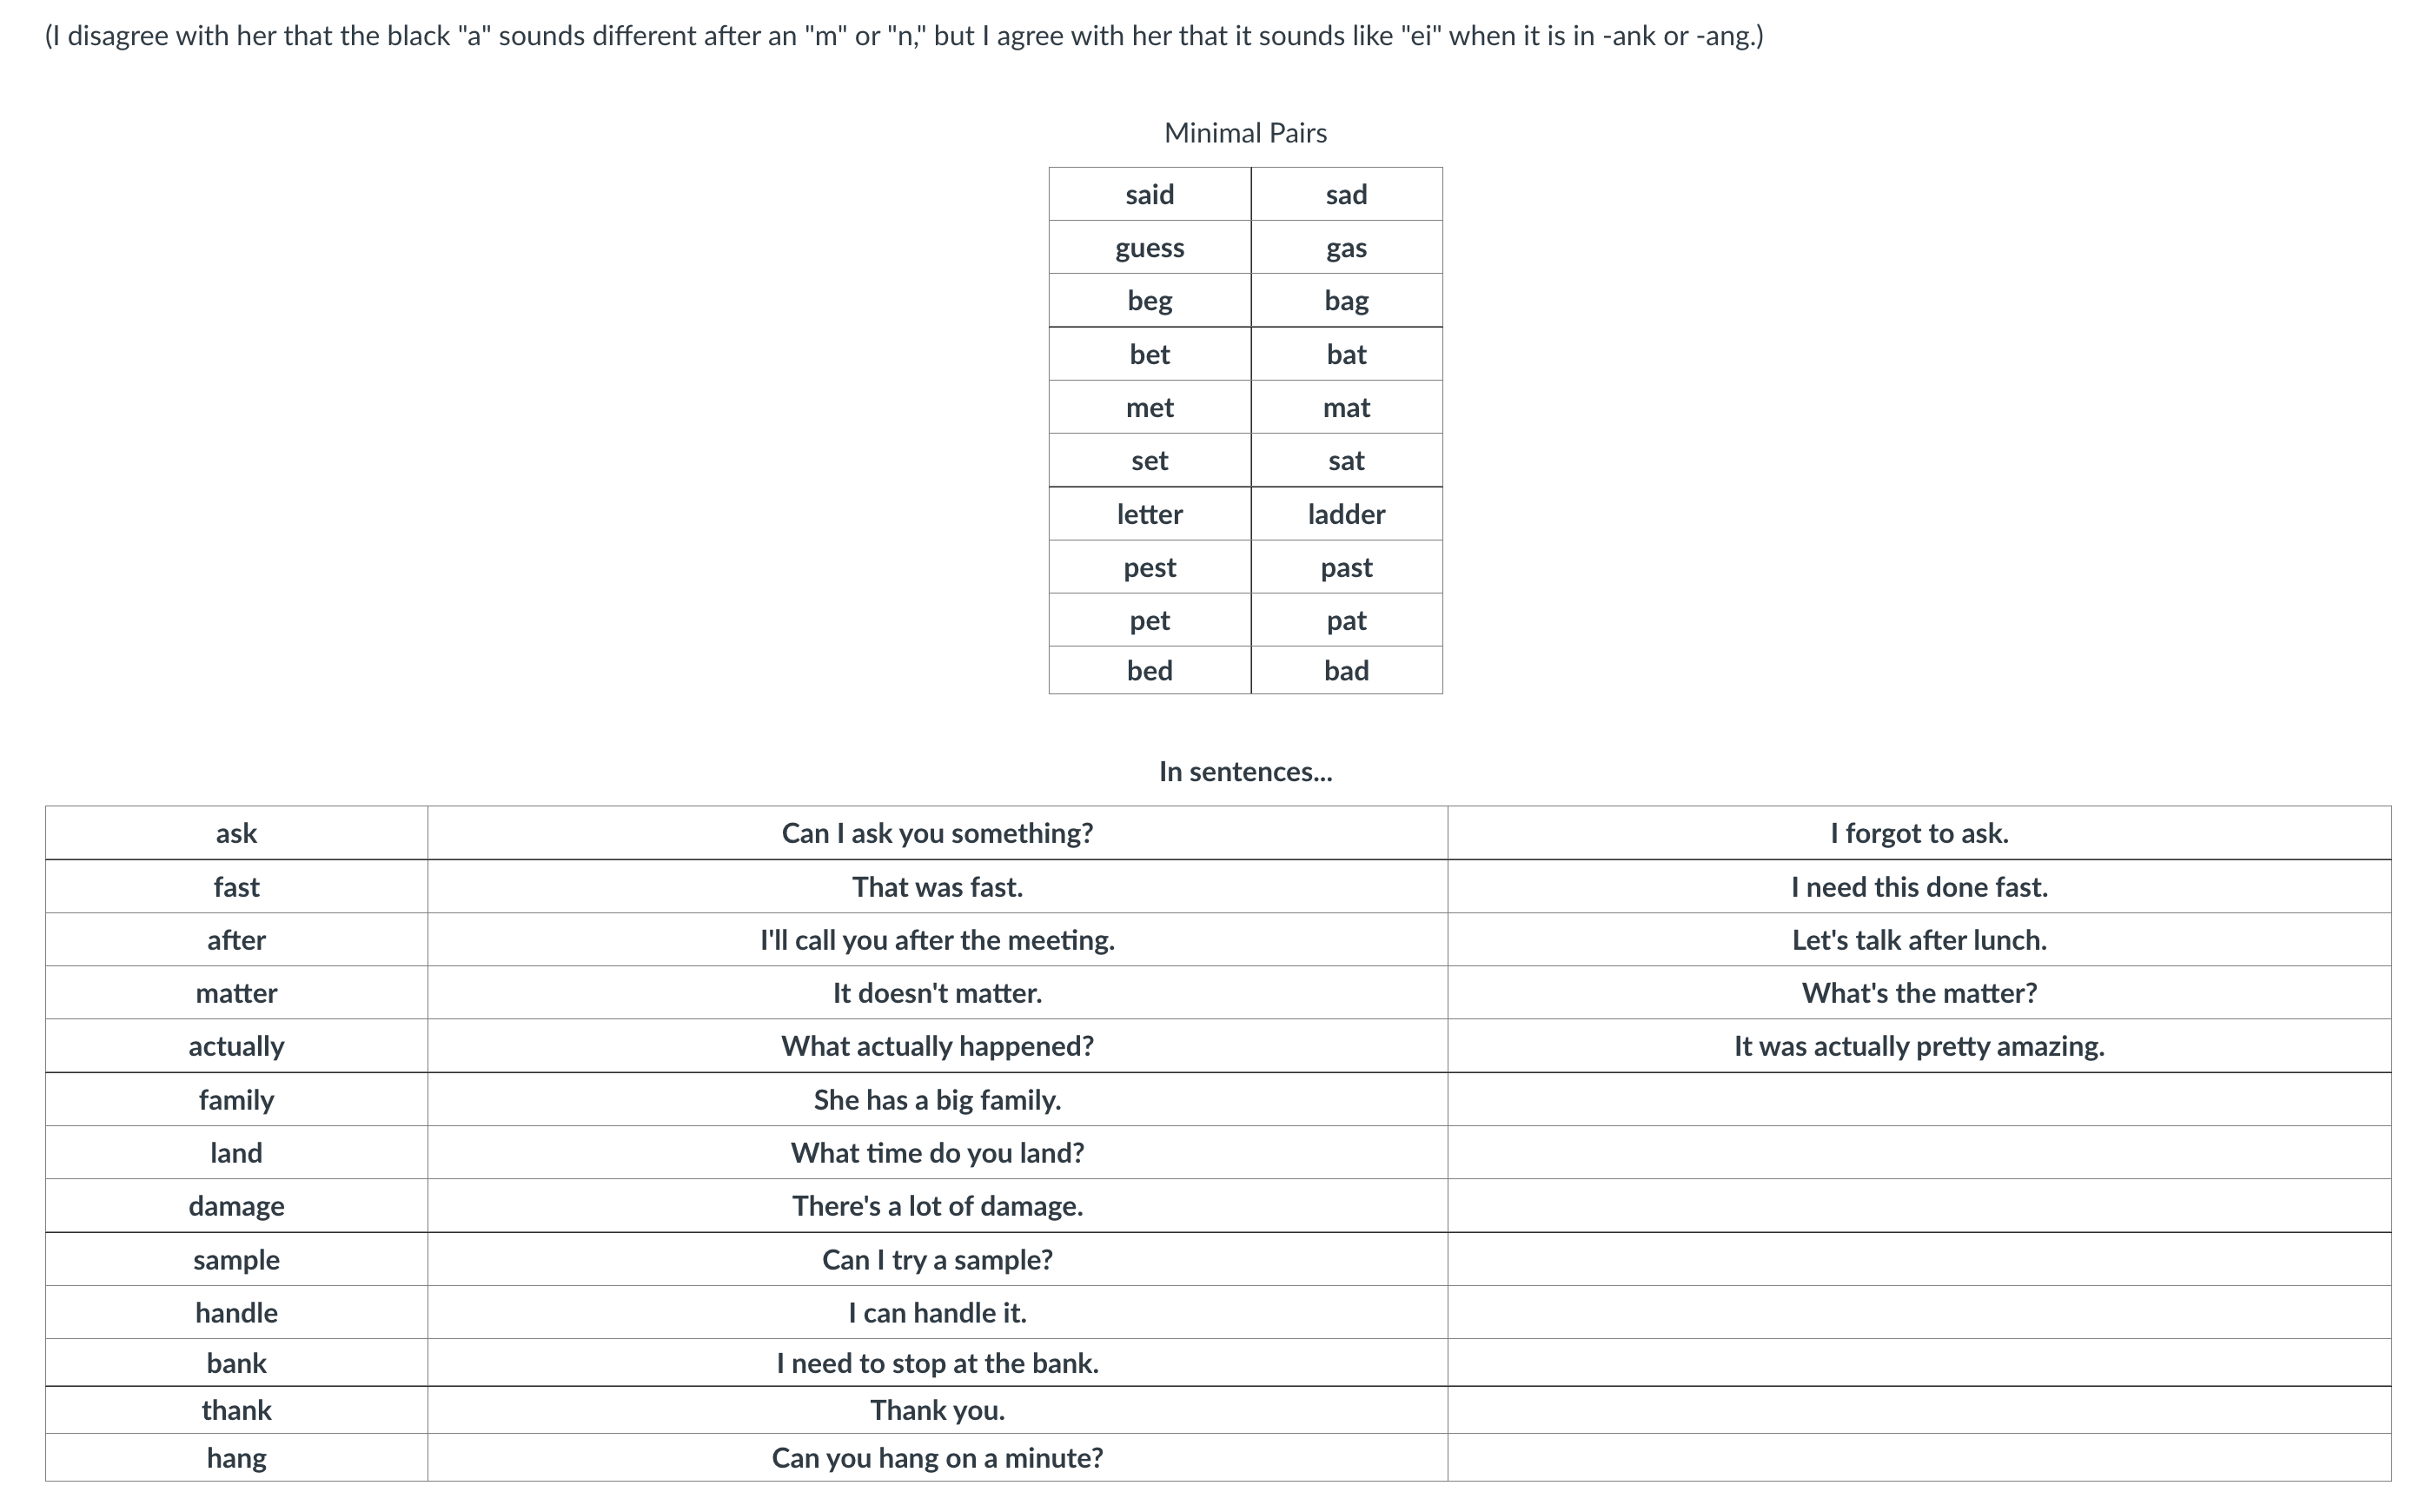 (I disagree with her that the black "a" sounds different after an "m" or "n," but I agree with her that it sounds like "ei" when it is in -ank or -ang.)
Minimal Pairs
said sad
guess gas
beg bag
bet bat
met mat
set sat
letter ladder
pest past
pet pat
bed bad
In sentences...
ask Can I ask you something? I forgot to ask.
fast That was fast. I need this done fast.
after I'll call you after the meeting. Let's talk after lunch.
matter It doesn't matter. What's the matter?
actually What actually happened? It was actually pretty amazing.
family She has a big family.
land What time do you land?
damage There's a lot of damage.
sample Can I try a sample?
handle I can handle it.
bank I need to stop at the bank.
thank Thank you.
hang Can you hang on a minute?